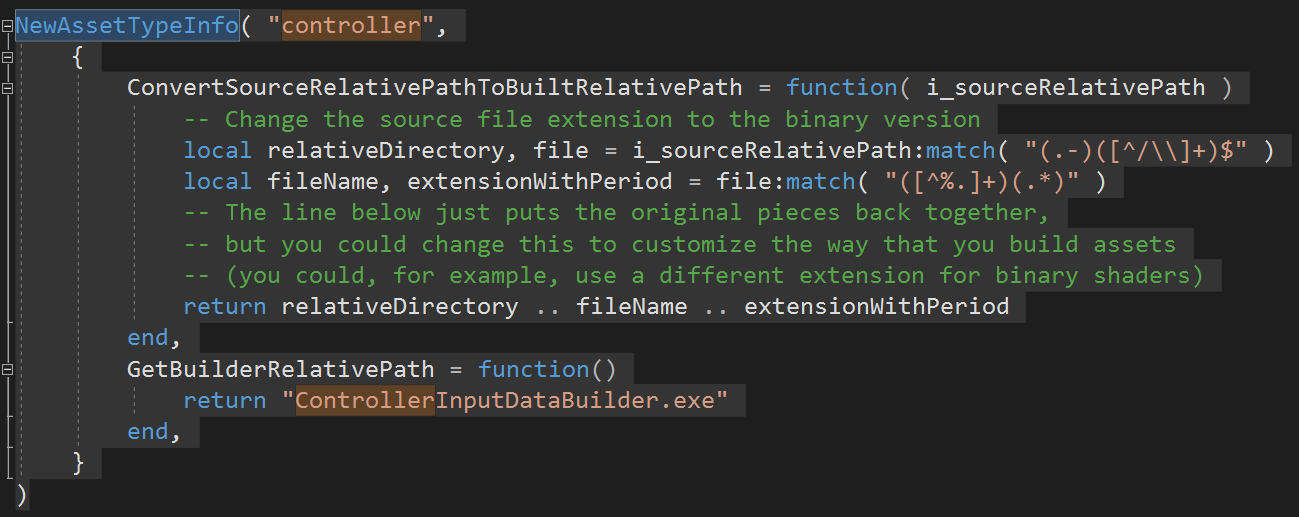 NewAssetTypeInfo( "controller",
{
ConvertSourceRelativePathToBuiltRelativePath = function( i_sourceRelativePath )
-- Change the source file extension to the binary version
local relativeDirectory, file = i_sourceRelativePath:match( "(.-)([^/\\]+)$" )
local fileName, extensionWithPeriod = file:match( "([^%.]+)(.*)" )
-- The line below just puts the original pieces back together,
-- but you could change this to customize the way that you build assets
-- (you could, for example, use a different extension for binary shaders)
return relativeDirectory .. fileName .. extensionWithPeriod
end,
GetBuilderRelativePath = function()
return "ControllerInputDataBuilder.exe"
end,
}
)